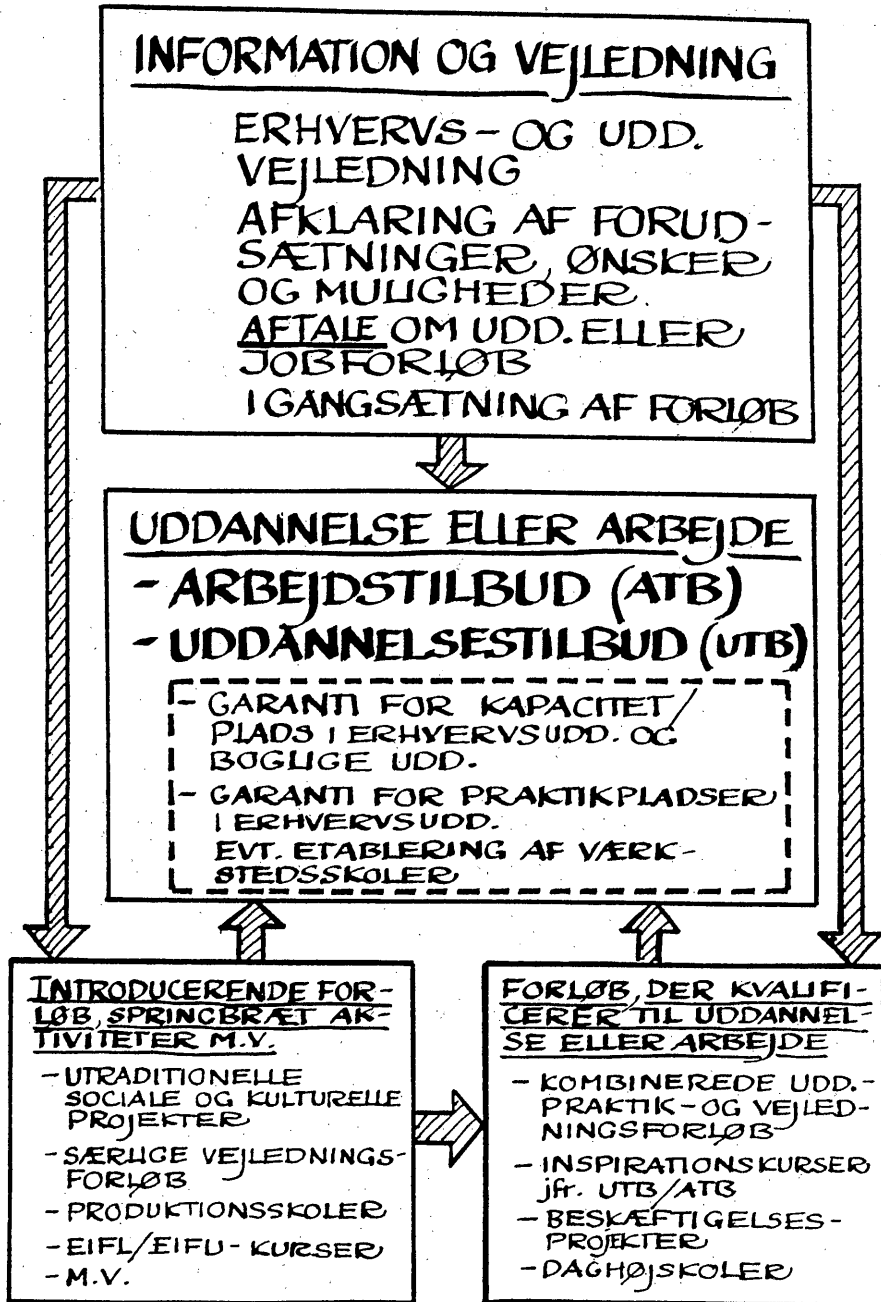 INFORMATION OG VEJLEDNING
ERHVERVS- OG UDD.
VEJLEDNING
AFKLARING AF FORUD-
SÆTNINGER, ØNSKER
OG MULIGHEDER.
AFTALE OM UDD. ELLER
JOBFORLØB
IGANGSÆTNING AF FORLØB
UDDANNELSE ELLER ARBEJDE
- ARBEJDSTILBUD (ATB)
- UDDANNELSESTILBUD (UTB)
- GARANTI FOR KAPACITET/
PLADS I ERHVERVSUDD. OG
BOGLIGE UDD.
- GARANTI FOR PRAKTIKPLADSER
I ERHVERVSUDD.
EVT. ETABLERING AF VÆRK-
STEDSSKOLER
INTRODUCERENDE FOR-
LØB, SPRINGBRÆT AK-
TIVITETER M.V.
- UTRADITIONELLE
SOCIALE OG KULTURELLE
PROJEKTER
- SÆRLIGE VEJLEDNINGS-
FORLØB
- PRODUKTIONSSKOLER
- EIFL/EIFU- KURSER
- M.V.
FORLØB, DER KVALIFI-
CERER TIL UDDANNEL-
SE ELLER ARBEJDE
- KOMBINEREDE UDD.-
PRAKTIK- OG VEJLED-
NINGSFORLØB
- INSPIRATIONSKURSER
jfr. UTB/ATB
- BESKÆFTIGELSES-
PROJEKTER
- DAGHØJSKOLER